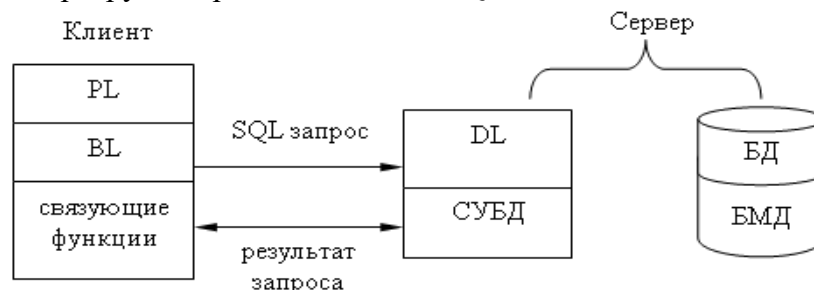 Клиент
Сервер
PL
BL
связующие
функции
SQL запрос
результат
запроса
DL
СУБД
БД
БМД